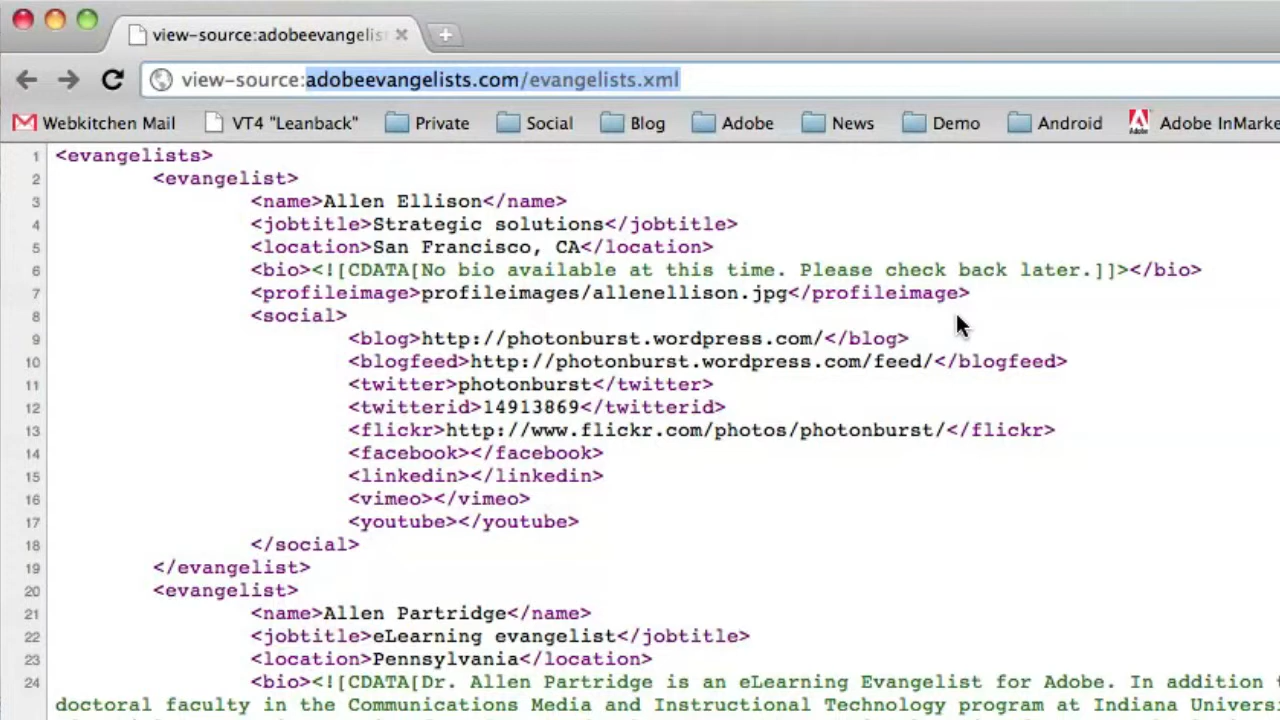 view-source:adobeevangelis
view-source:adobeevangelists.com/evangelists.xml
Webkitchen Mail VT4 "Leanback" Private Social Blog Adobe News Demo Android Adobe Adobe InMarke
1 <evangelists>
2 <evangelist>
3 <name>Allen Ellison</name>
4 <jobtitle>Strategic solutions</jobtitle>
5 <location>San Francisco, CA</location>
6 <bio><![CDATA[No bio available at this time. Please check back later.]]></bio>
7 <profileimage>profileimages/allenellison.jpg</profileimage>
8 <social>
9 <blog>http://photonburst.wordpress.com/</blog>
10 <blogfeed>http://photonburst.wordpress.com/feed/</blogfeed>
11 <twitter>photonburst</twitter>
12 <twitterid>14913869</twitterid>
13 <flickr>http://www.flickr.com/photos/photonburst/</flickr>
14 <facebook></facebook>
15 <linkedin></linkedin>
16 <vimeo></vimeo>
17 <youtube></youtube>
18 </social>
19 </evangelist>
20 <evangelist>
21 <name>Allen Partridge</name>
22 <jobtitle>eLearning evangelist</jobtitle>
23 <location>Pennsylvania</location>
24 <bio><![CDATA[Dr. Allen Partridge is an eLearning Evangelist for Adobe. In addition t
doctoral faculty in the Communications Media and Instructional Technology program at Indiana Universi